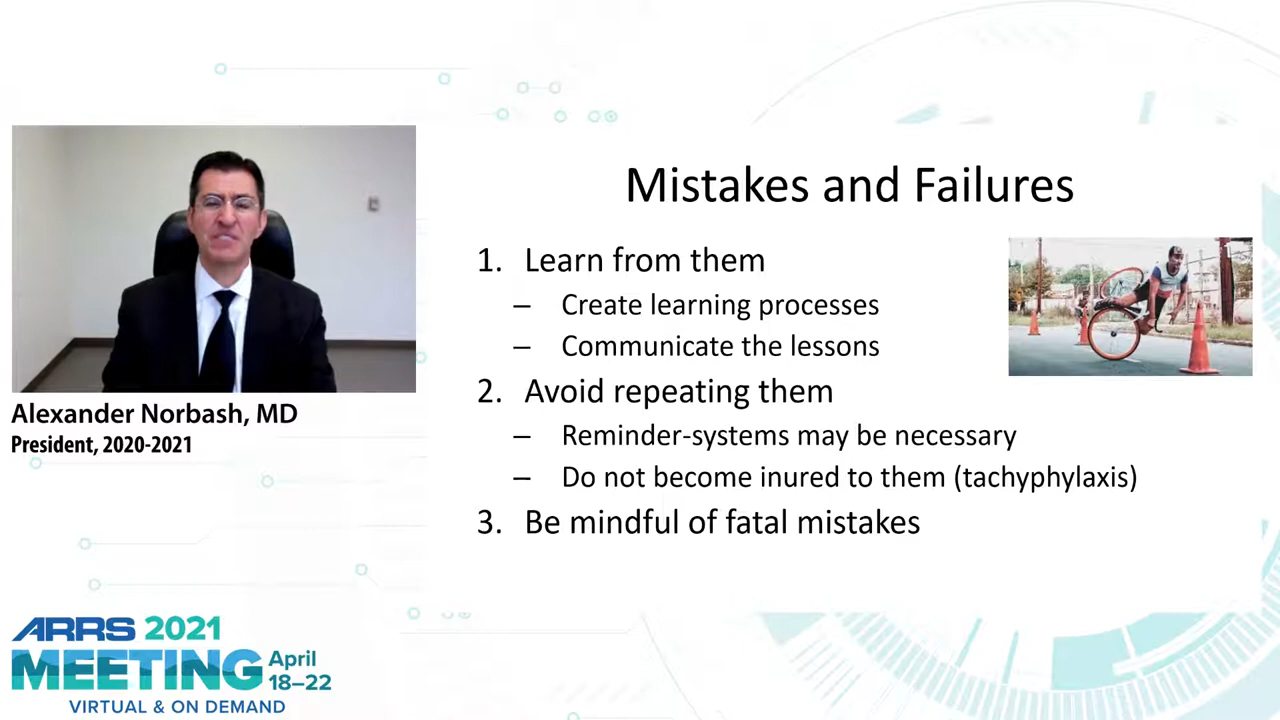 Mistakes and Failures
1. Learn from them
– Create learning processes
– Communicate the lessons
2. Avoid repeating them
– Reminder-systems may be necessary
– Do not become inured to them (tachyphylaxis)
3. Be mindful of fatal mistakes
Alexander Norbash, MD
President, 2020-2021
ARRS 2021
MEETING
April
18–22
VIRTUAL & ON DEMAND